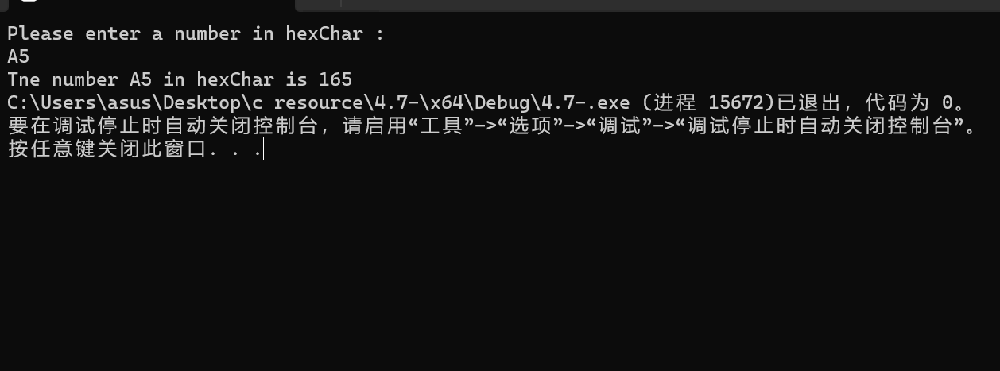 Please enter a number in hexChar :
A5
Tne number A5 in hexChar is 165
C:\Users\asus\Desktop\c resource\4.7-\x64\Debug\4.7-.exe (进程 15672)已退出，代码为 0。
要在调试停止时自动关闭控制台，请启用“工具”->“选项”->“调试”->“调试停止时自动关闭控制台”。
按任意键关闭此窗口. . .